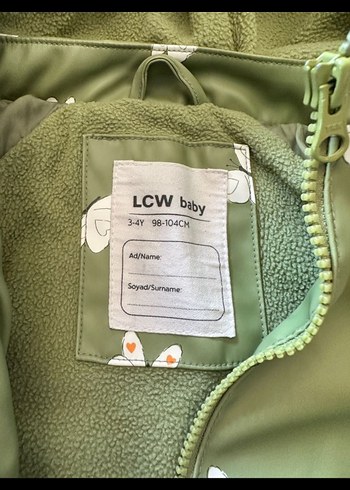 LCW baby
3-4Y 98-104CM
Ad/Name:
Soyad/Surname: